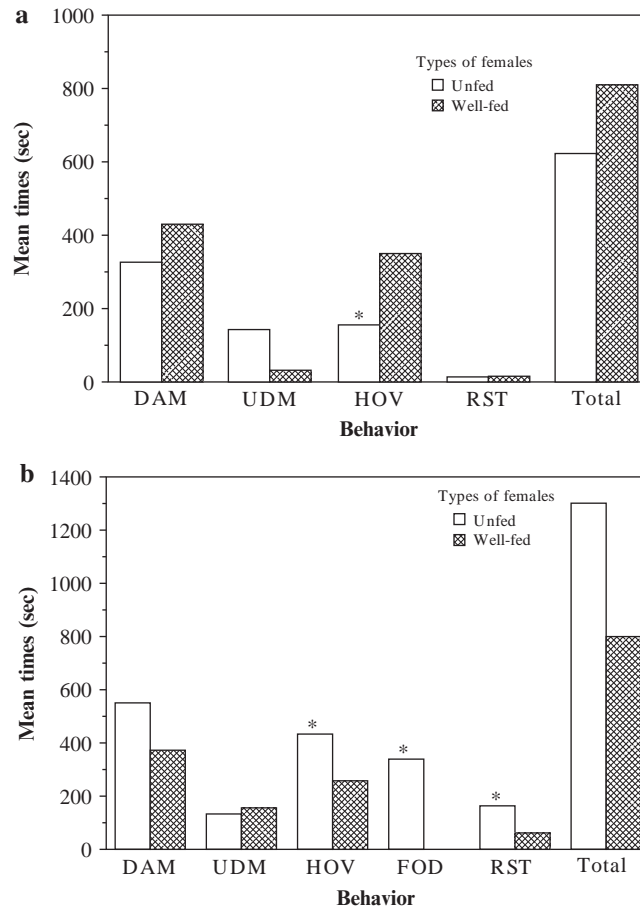 a
1000
800
600
400
200
0
Mean times (sec)
Types of females
Unfed
Well-fed
*
DAM UDM HOV RST Total
Behavior
b
1400
1200
1000
800
600
400
200
0
Mean times (sec)
Types of females
Unfed
Well-fed
* * *
DAM UDM HOV FOD RST Total
Behavior